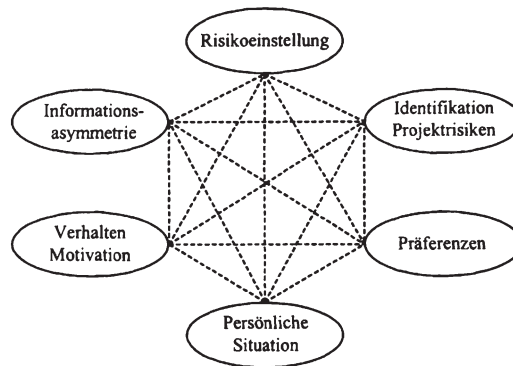 Risikoeinstellung
Informations-
asymmetrie
Identifikation
Projektrisiken
Verhalten
Motivation
Präferenzen
Persönliche
Situation